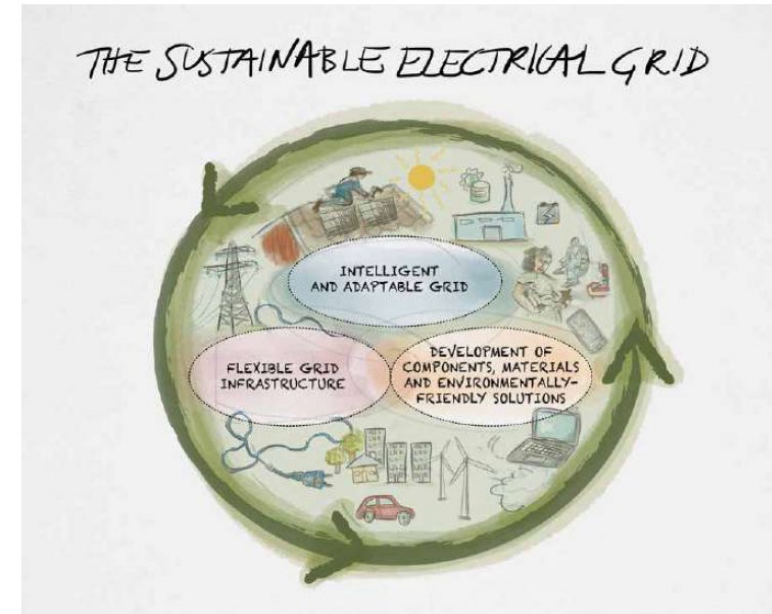 THE SUSTAINABLE ELECTRICAL GRID
INTELLIGENT
AND ADAPTABLE GRID
FLEXIBLE GRID
INFRASTRUCTURE
DEVELOPMENT OF
COMPONENTS, MATERIALS
AND ENVIRONMENTALLY-
FRIENDLY SOLUTIONS